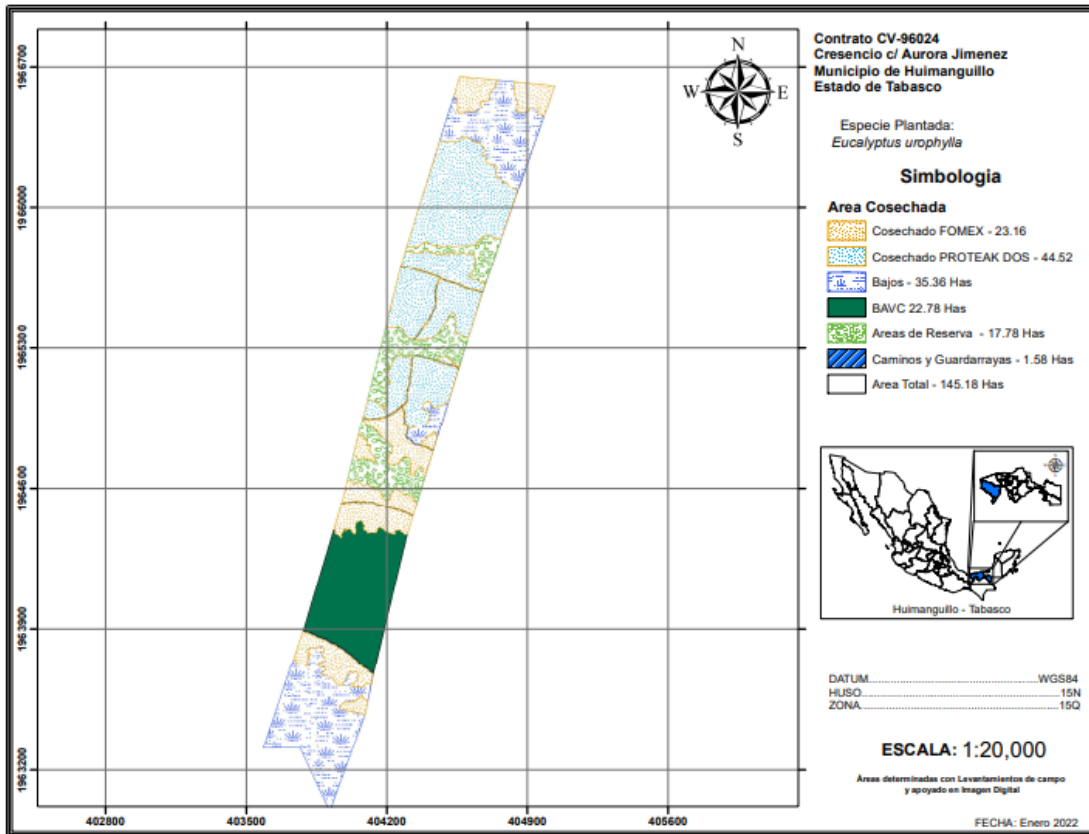 Contrato CV-96024
Cresencio c/ Aurora Jimenez
Municipio de Huimanguillo
Estado de Tabasco
Especie Plantada:
Eucalyptus urophylla
Simbologia
Area Cosechada
Cosechado FOMEX - 23.16
Cosechado PROTEAK DOS - 44.52
Bajos - 35.36 Has
BAVC 22.78 Has
Areas de Reserva - 17.78 Has
Caminos y Guardarrayas - 1.58 Has
Area Total - 145.18 Has
N
W E
S
1966700
1966000
1965300
1964600
1963900
1963200
402800 403500 404200 404900 405600
Huimanguillo - Tabasco
DATUM WGS84
HUSO 15N
ZONA 15Q
ESCALA: 1:20,000
Áreas determinadas con Levantamientos de campo
y apoyado en Imagen Digital
FECHA: Enero 2022